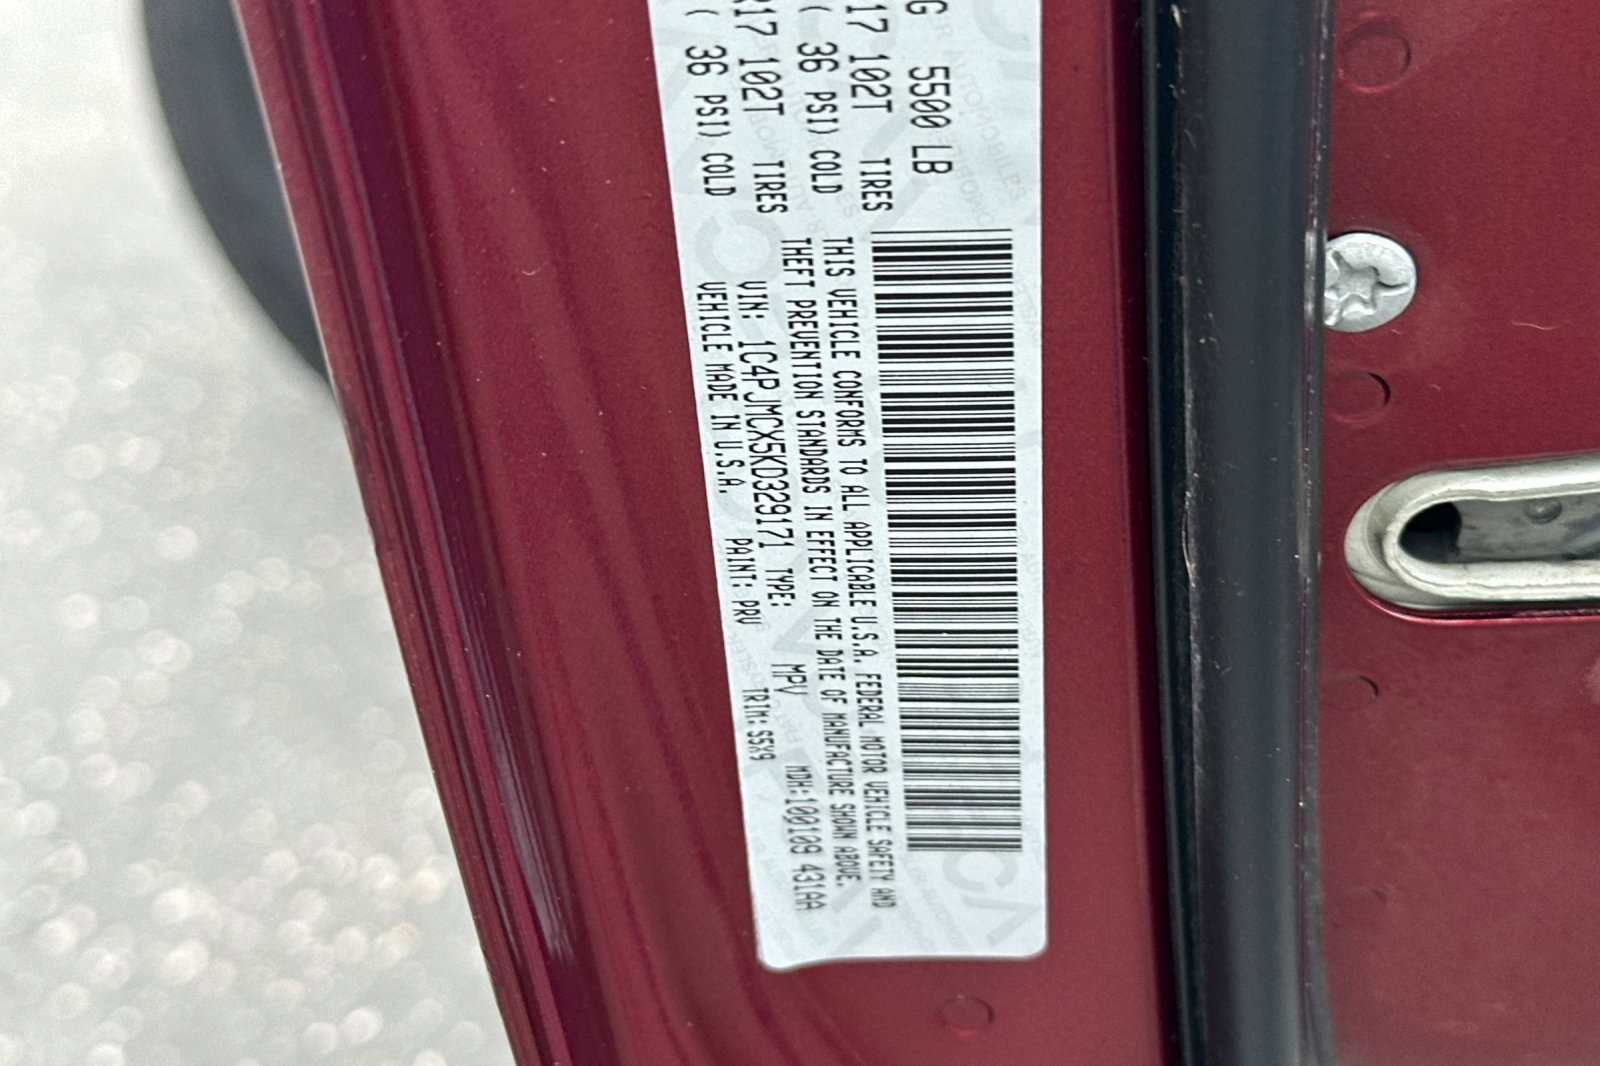 G 5500 LB
17 102T TIRES
( 36 PSI) COLD
R17 102T TIRES
( 36 PSI) COLD
THIS VEHICLE CONFORMS TO ALL APPLICABLE U.S.A. FEDERAL MOTOR VEHICLE SAFETY AND
THEFT PREVENTION STANDARDS IN EFFECT ON THE DATE OF MANUFACTURE SHOWN ABOVE.
VIN: 1C4PJMCX5KD329171 TYPE: MPV MDH:100109 431AA
VEHICLE MADE IN U.S.A. PAINT: PRV TRIM: S5X9